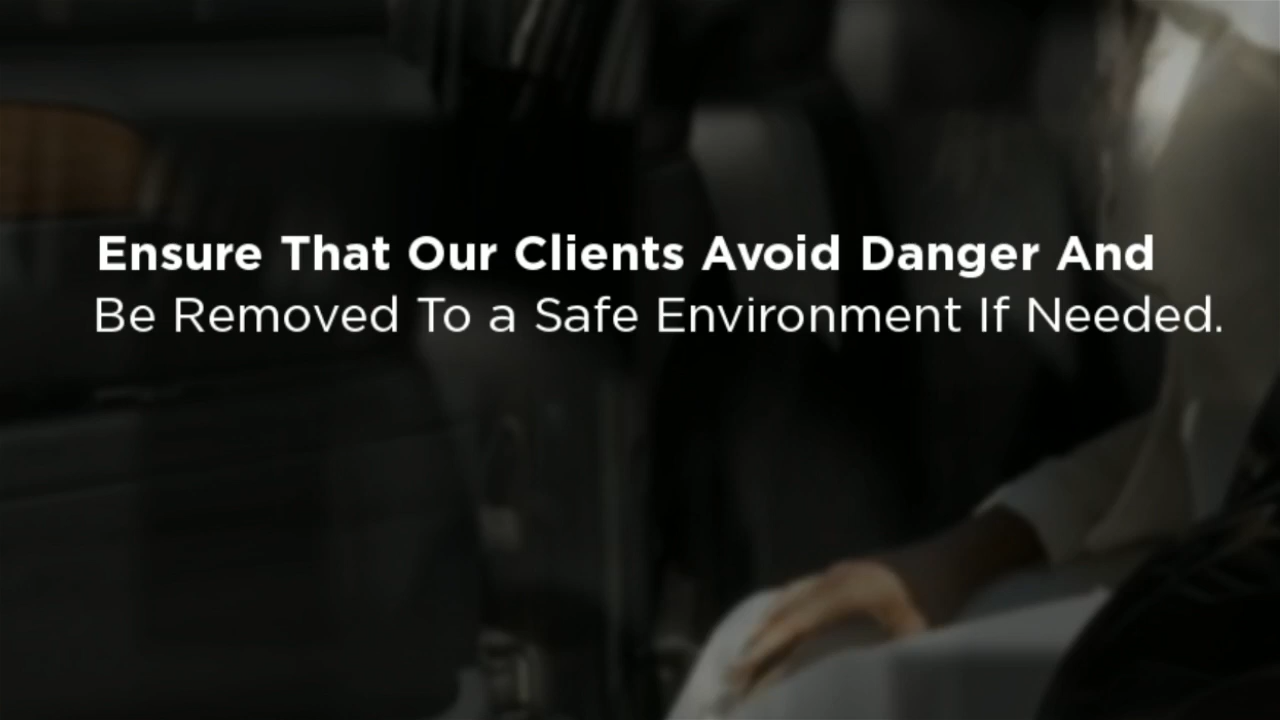 Ensure That Our Clients Avoid Danger And
Be Removed To a Safe Environment If Needed.